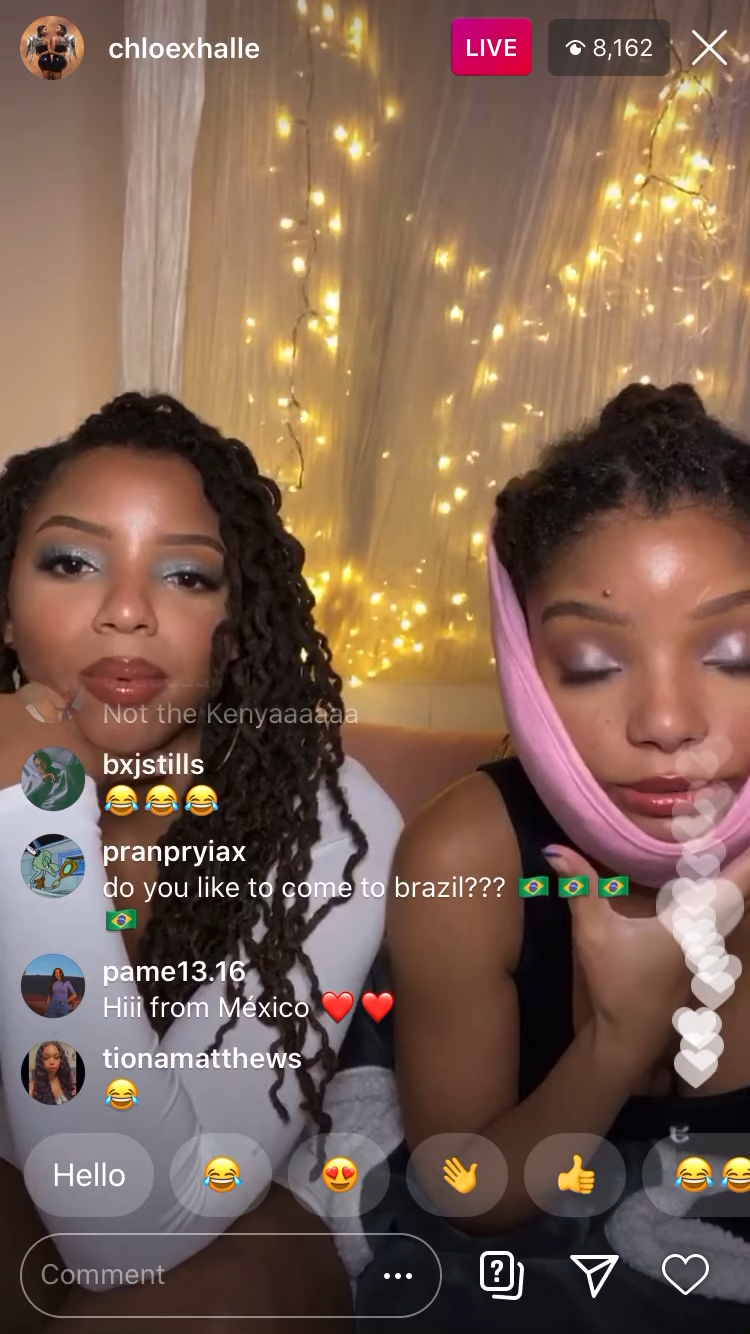 chloexhalle
LIVE
8,162
Not the Kenyaaaaaa
bxjstills
😂😂😂
pranpryiax
do you like to come to brazil??? 🇧🇷 🇧🇷 🇧🇷
🇧🇷
pame13.16
Hiii from México ❤️ ❤️
tionamatthews
😂
Hello 😂 😍 👋 👍 😂😂
Comment